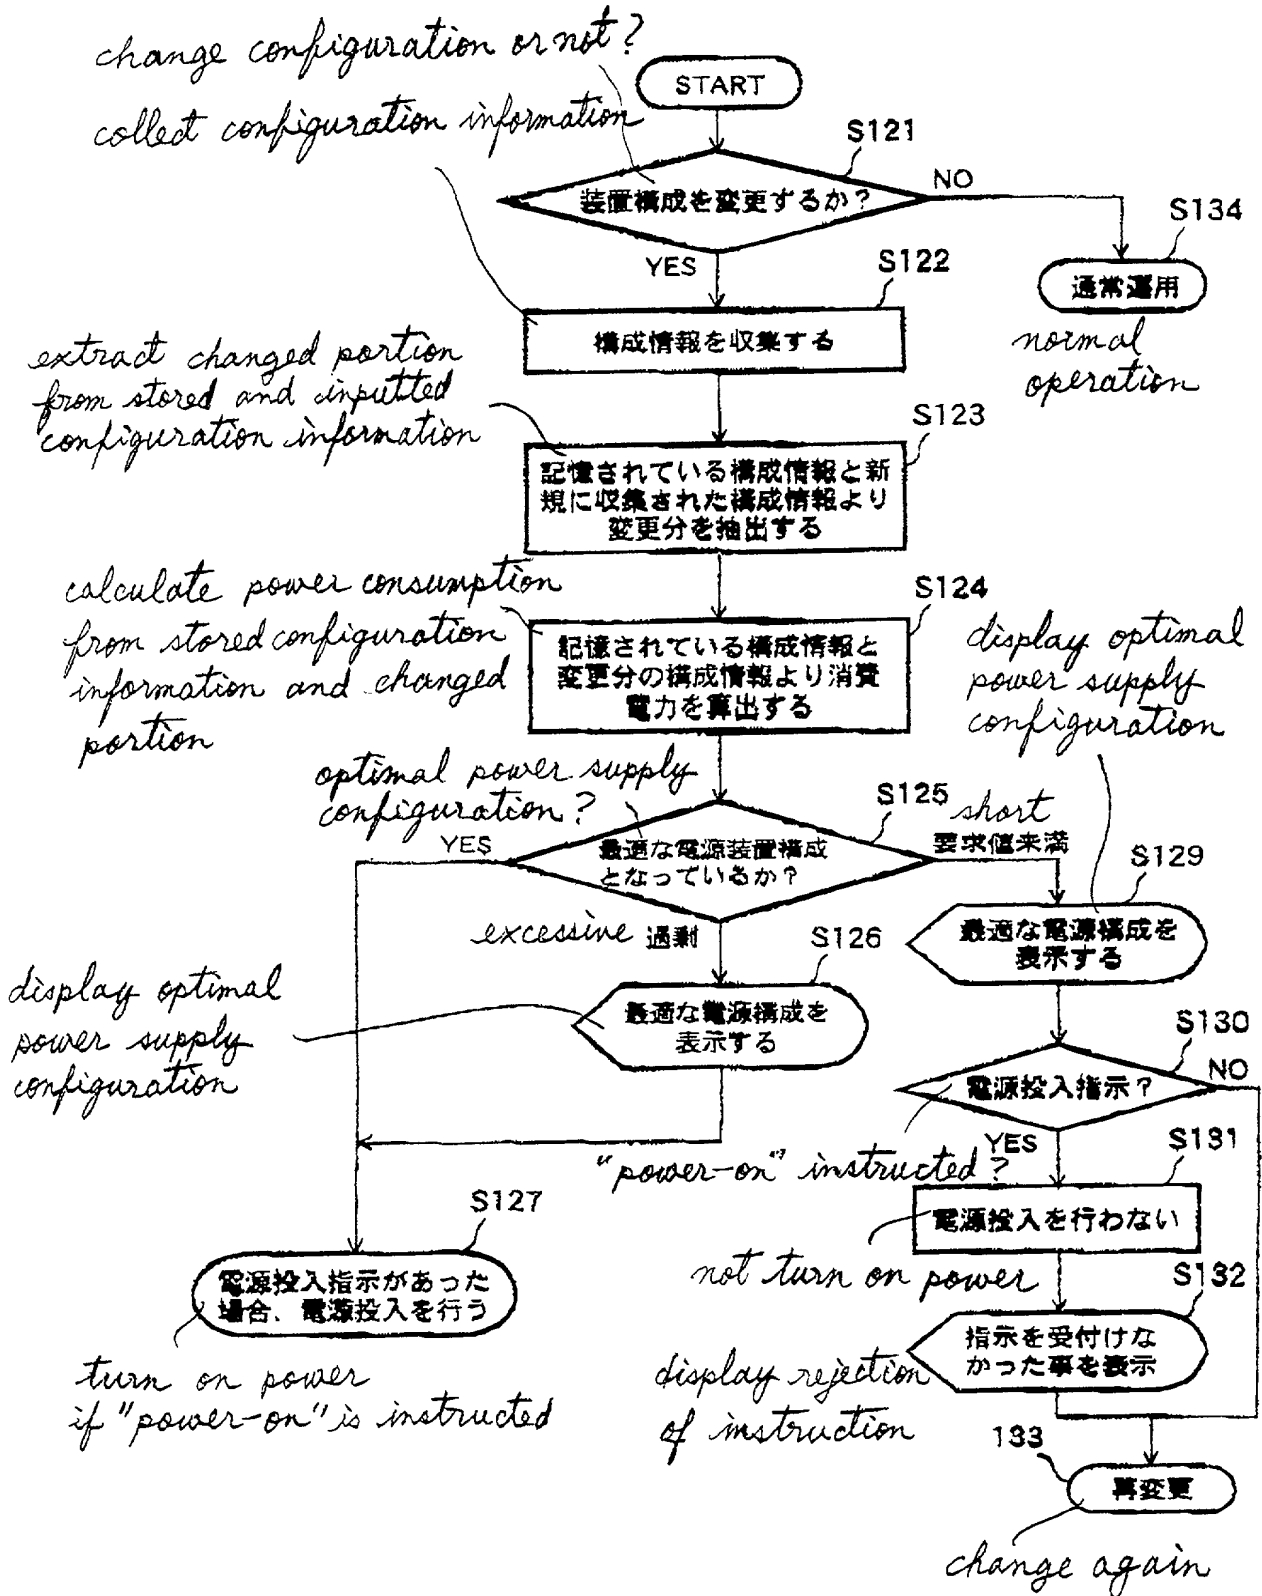 change configuration or not?
START
collect configuration information
S121
装置構成を変更するか?
NO
S134
通常運用
normal
operation
YES
S122
構成情報を収集する
extract changed portion
from stored and inputted
configuration information
S123
記憶されている構成情報と新
規に収集された構成情報より
変更分を抽出する
calculate power consumption
from stored configuration
information and changed
portion
S124
記憶されている構成情報と
変更分の構成情報より消費
電力を算出する
display optimal
power supply
configuration
optimal power supply
configuration?
S125
最適な電源装置構成
となっているか?
YES
short
要求値未満
S129
最適な電源構成を
表示する
excessive 過剰
S126
最適な電源構成を
表示する
display optimal
power supply
configuration
S130
電源投入指示?
NO
YES
"power-on" instructed?
S131
電源投入を行わない
not turn on power
S127
電源投入指示があった
場合、電源投入を行う
turn on power
if "power-on" is instructed
S132
指示を受付けな
かった事を表示
display rejection
of instruction
133
再変更
change again